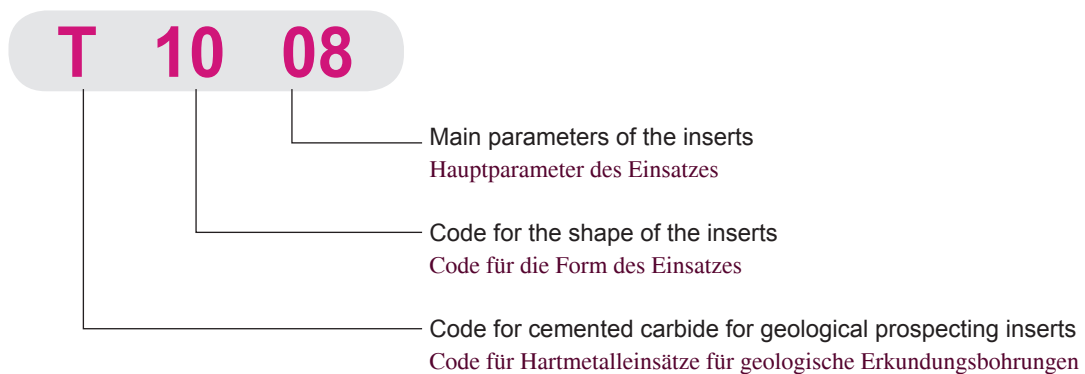 T 10 08
Main parameters of the inserts
Hauptparameter des Einsatzes
Code for the shape of the inserts
Code für die Form des Einsatzes
Code for cemented carbide for geological prospecting inserts
Code für Hartmetalleinsätze für geologische Erkundungsbohrungen